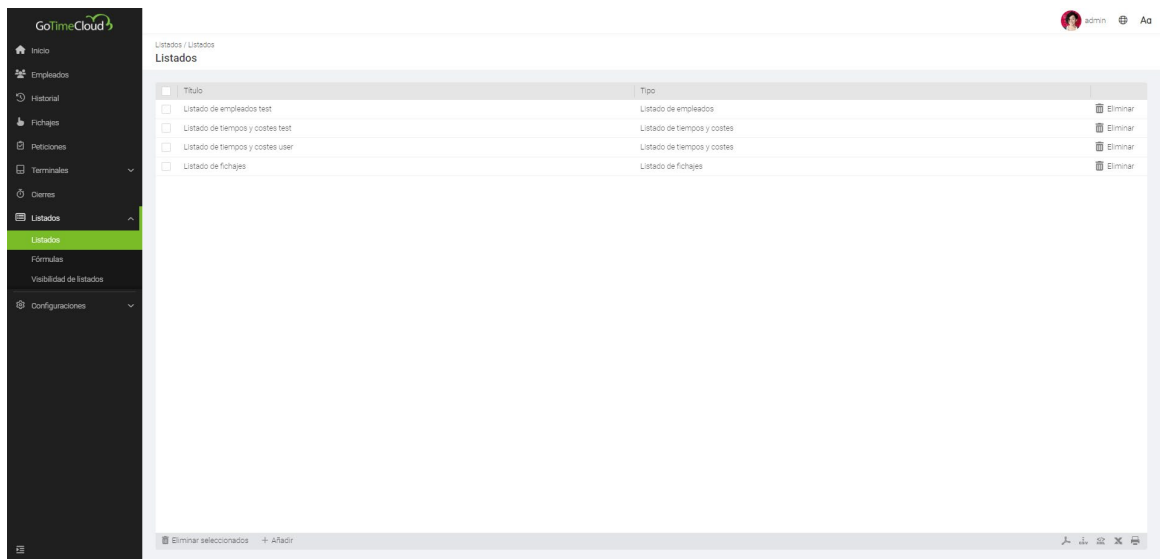 GoTimeCloud
admin Aa
Inicio
Empleados
Historial
Fichajes
Peticiones
Terminales
Cierres
Listados
Listados
Fórmulas
Visibilidad de listados
Configuraciones
Listados / Listados
Listados
Título Tipo
Listado de empleados test Listado de empleados Eliminar
Listado de tiempos y costes test Listado de tiempos y costes Eliminar
Listado de tiempos y costes user Listado de tiempos y costes Eliminar
Listado de fichajes Listado de fichajes Eliminar
Eliminar seleccionados + Añadir